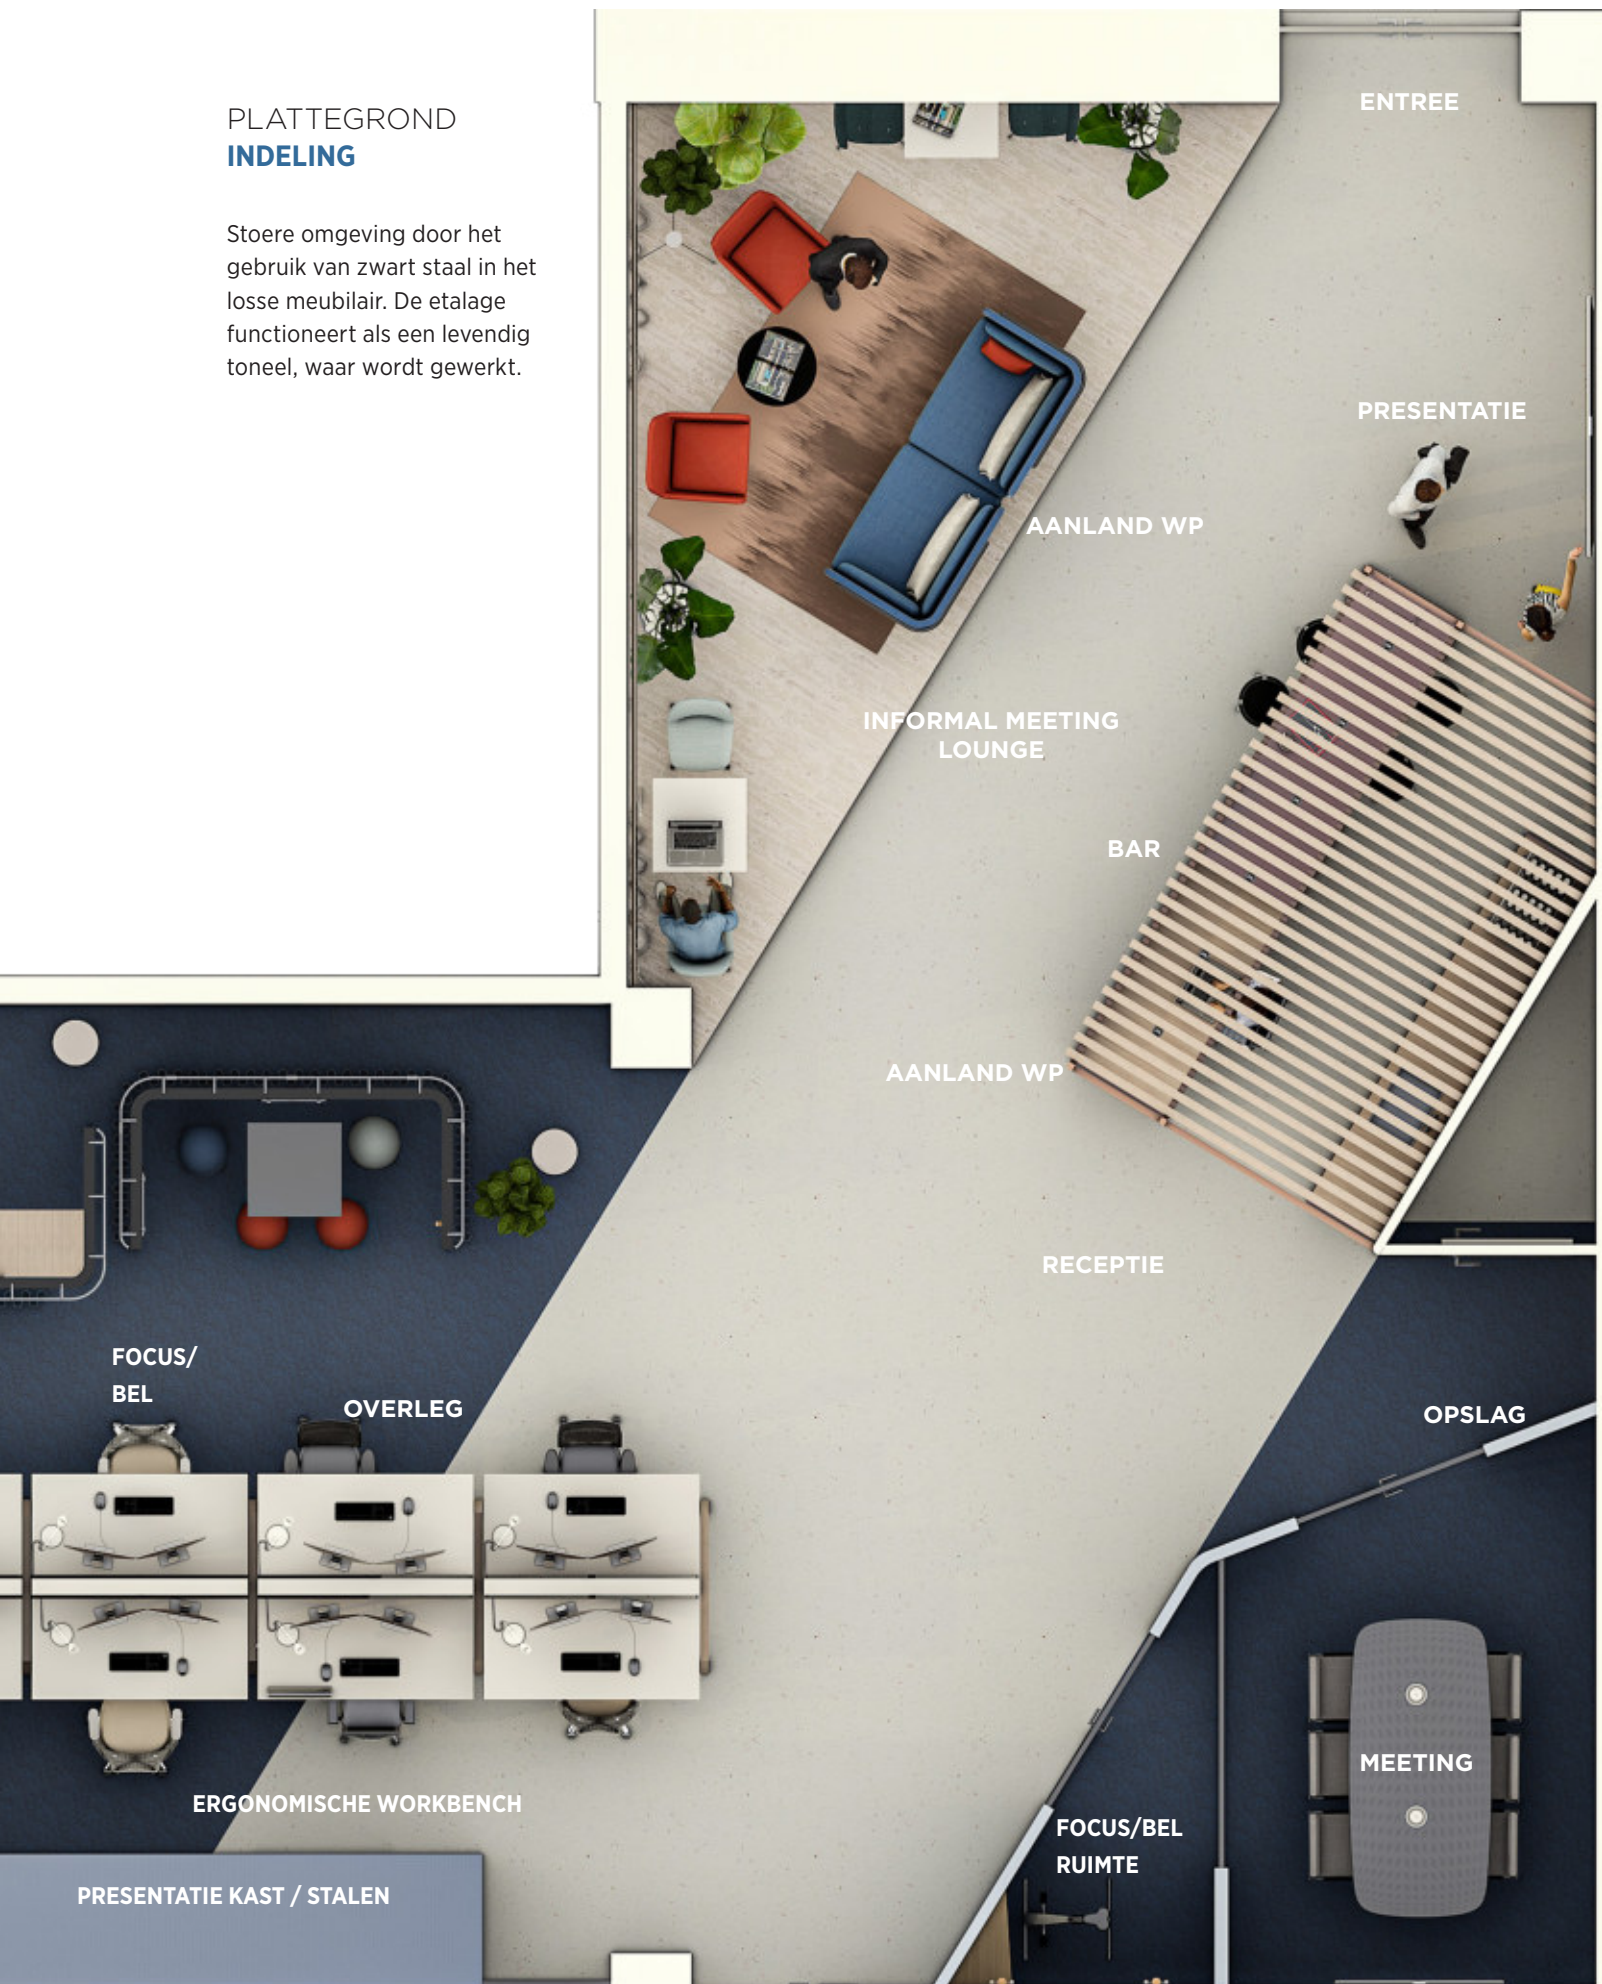 PLATTEGROND
INDELING
Stoere omgeving door het
gebruik van zwart staal in het
losse meubilair. De etalage
functioneert als een levendig
toneel, waar wordt gewerkt.
ENTREE
PRESENTATIE
AANLAND WP
INFORMAL MEETING
LOUNGE
BAR
AANLAND WP
RECEPTIE
FOCUS/
BEL
OVERLEG
OPSLAG
MEETING
ERGONOMISCHE WORKBENCH
FOCUS/BEL
RUIMTE
PRESENTATIE KAST / STALEN